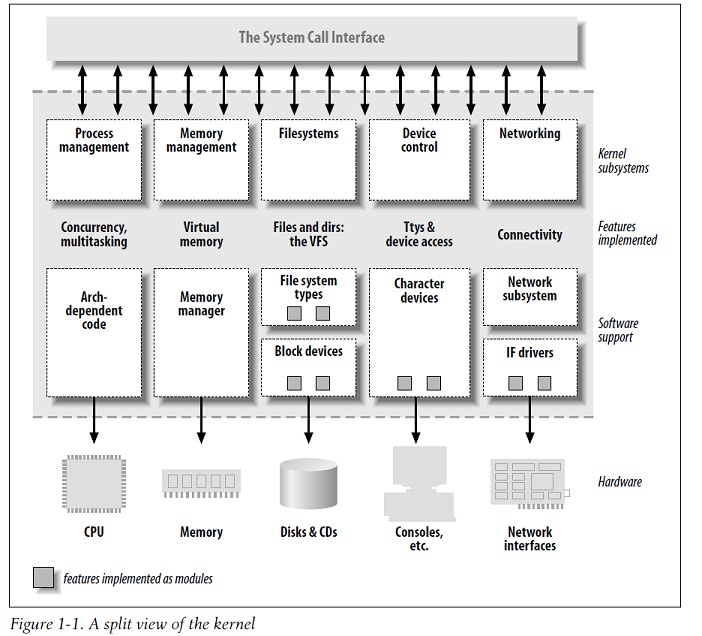 The System Call Interface
Process
management
Memory
management
Filesystems
Device
control
Networking
Kernel
subsystems
Concurrency,
multitasking
Virtual
memory
Files and dirs:
the VFS
Ttys &
device access
Connectivity
Features
implemented
Arch-
dependent
code
Memory
manager
File system
types
Block devices
Character
devices
Network
subsystem
IF drivers
Software
support
Hardware
CPU
Memory
Disks & CDs
Consoles,
etc.
Network
interfaces
features implemented as modules
Figure 1-1. A split view of the kernel